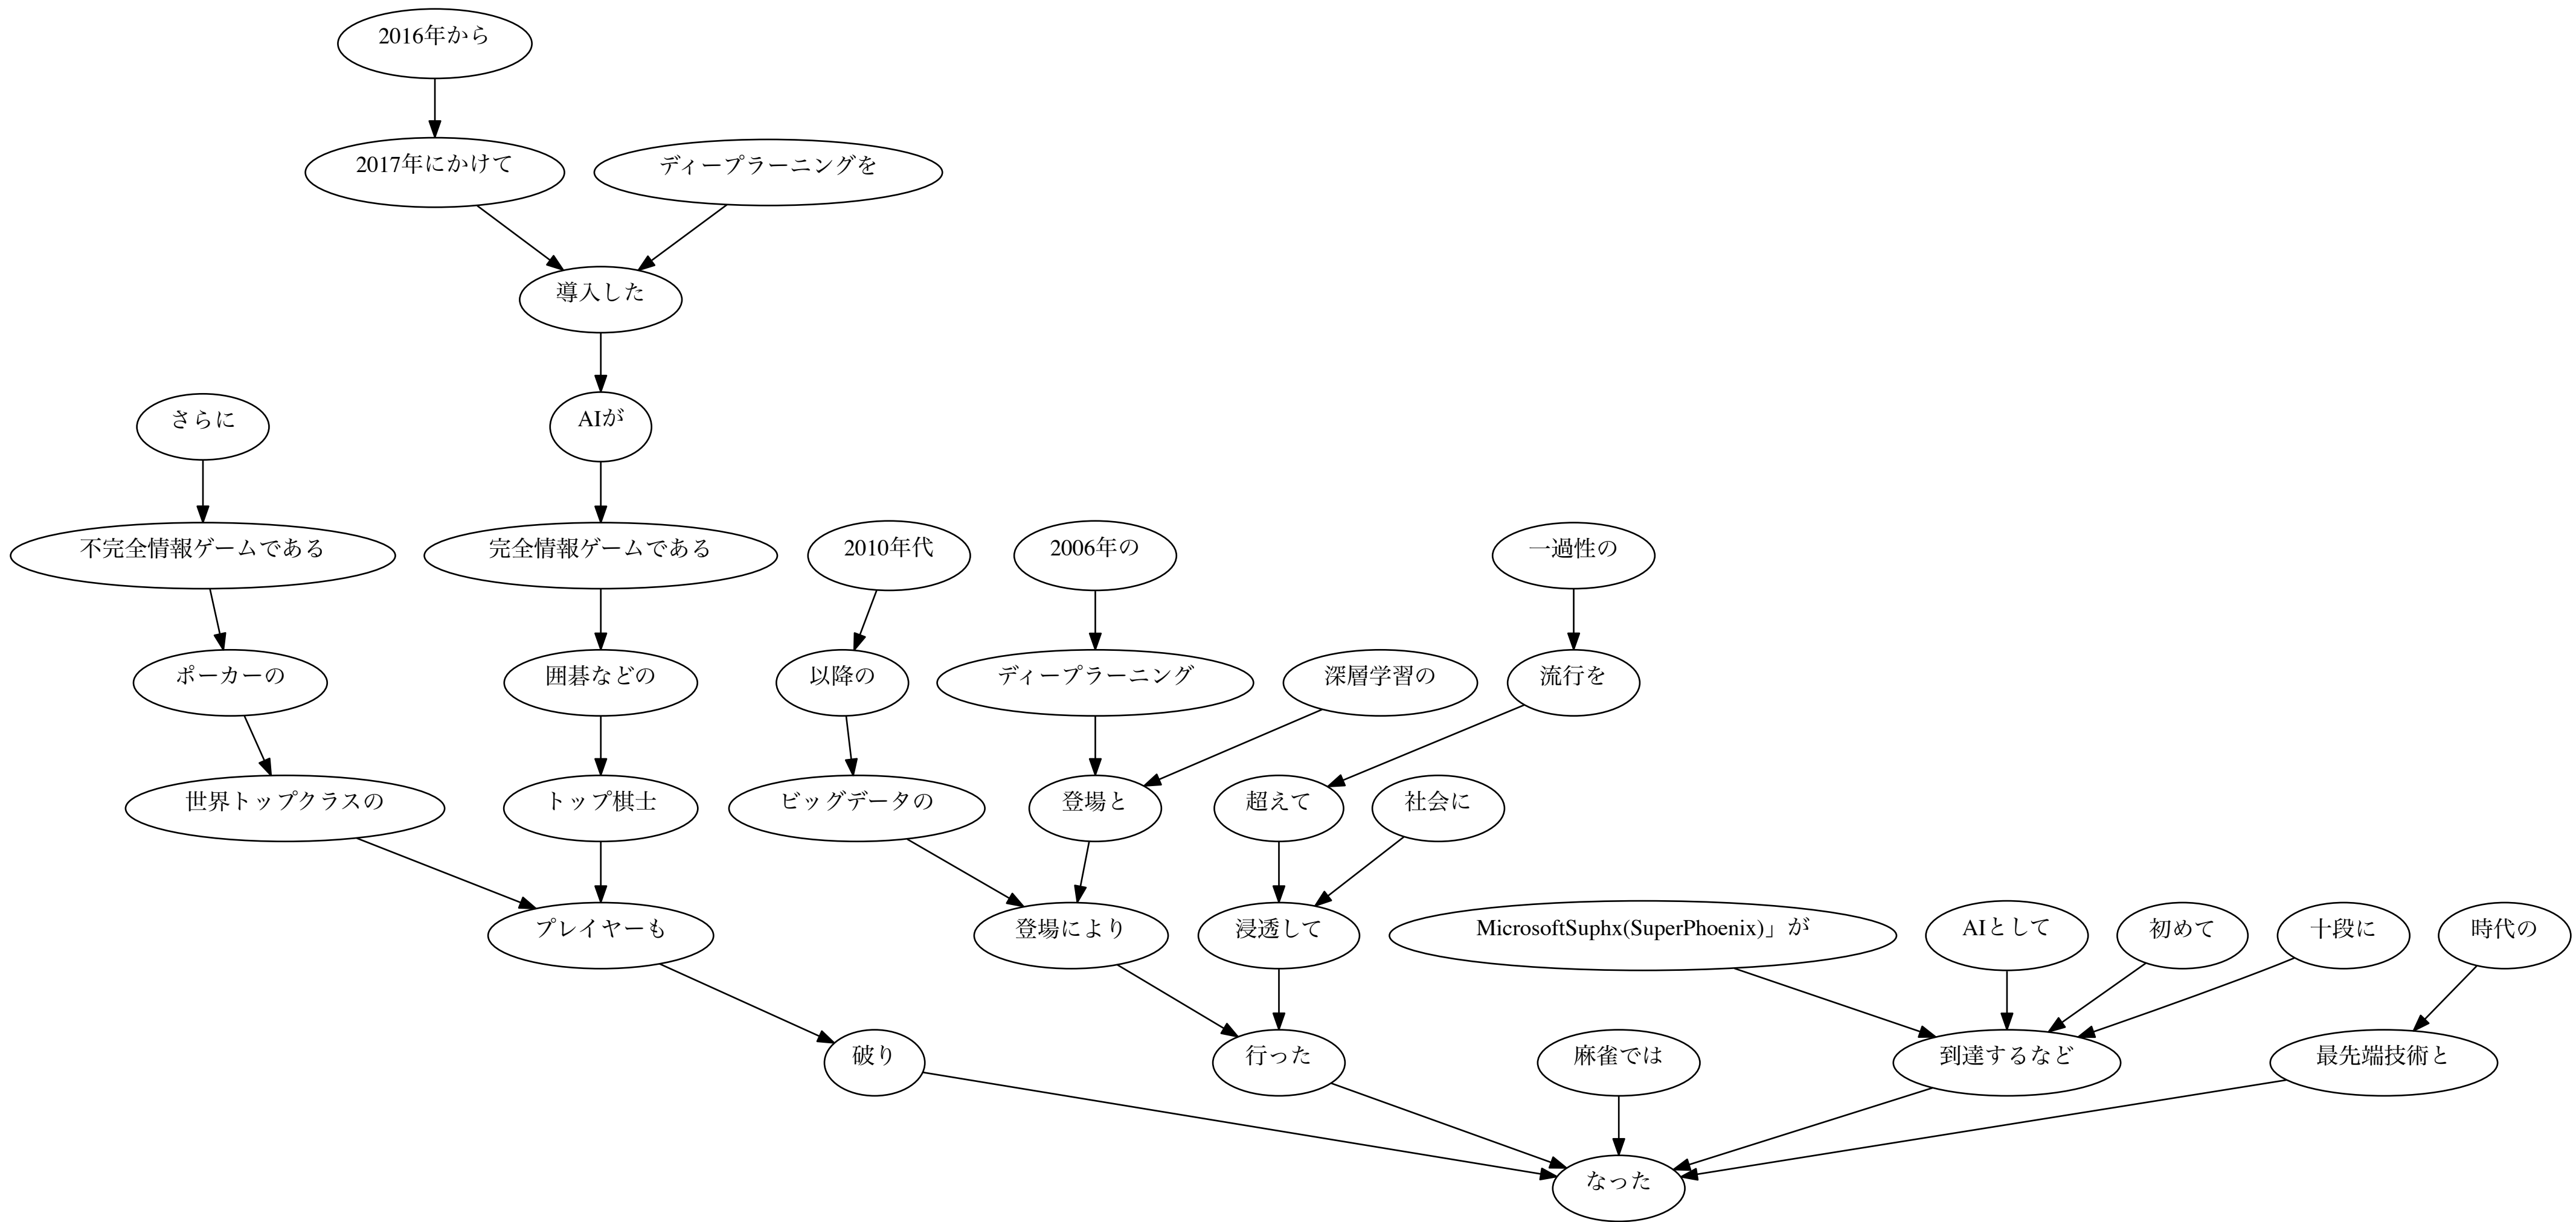 2016年から
2017年にかけて
ディープラーニングを
導入した
さらに
AIが
不完全情報ゲームである
完全情報ゲームである
2010年代
2006年の
一過性の
ポーカーの
囲碁などの
以降の
ディープラーニング
深層学習の
流行を
世界トップクラスの
トップ棋士
ビッグデータの
登場と
超えて
社会に
プレイヤーも
登場により
浸透して
MicrosoftSuphx(SuperPhoenix)」が
AIとして
初めて
十段に
時代の
破り
行った
麻雀では
到達するなど
最先端技術と
なった